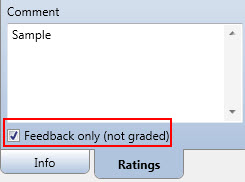 Comment
Sample
Feedback only (not graded)
Info
Ratings